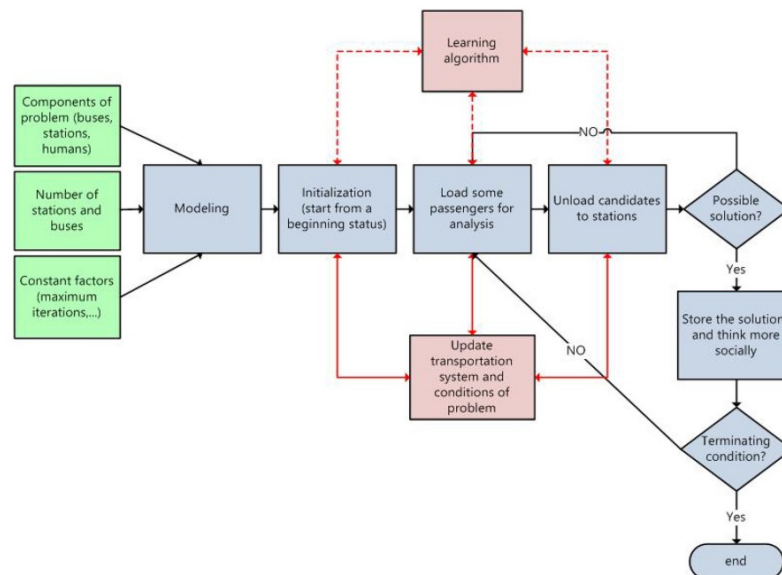 Learning
algorithm
Components of
problem (buses,
stations,
humans)
NO
Number of
stations and
buses
Modeling
Initialization
(start from a
beginning status)
Load some
passengers for
analysis
Unload candidates
to stations
Possible
solution?
Yes
Constant factors
(maximum
iterations,...)
Store the solution
and think more
socially
Update
transportation
system and
conditions of
problem
NO
Terminating
condition?
Yes
end